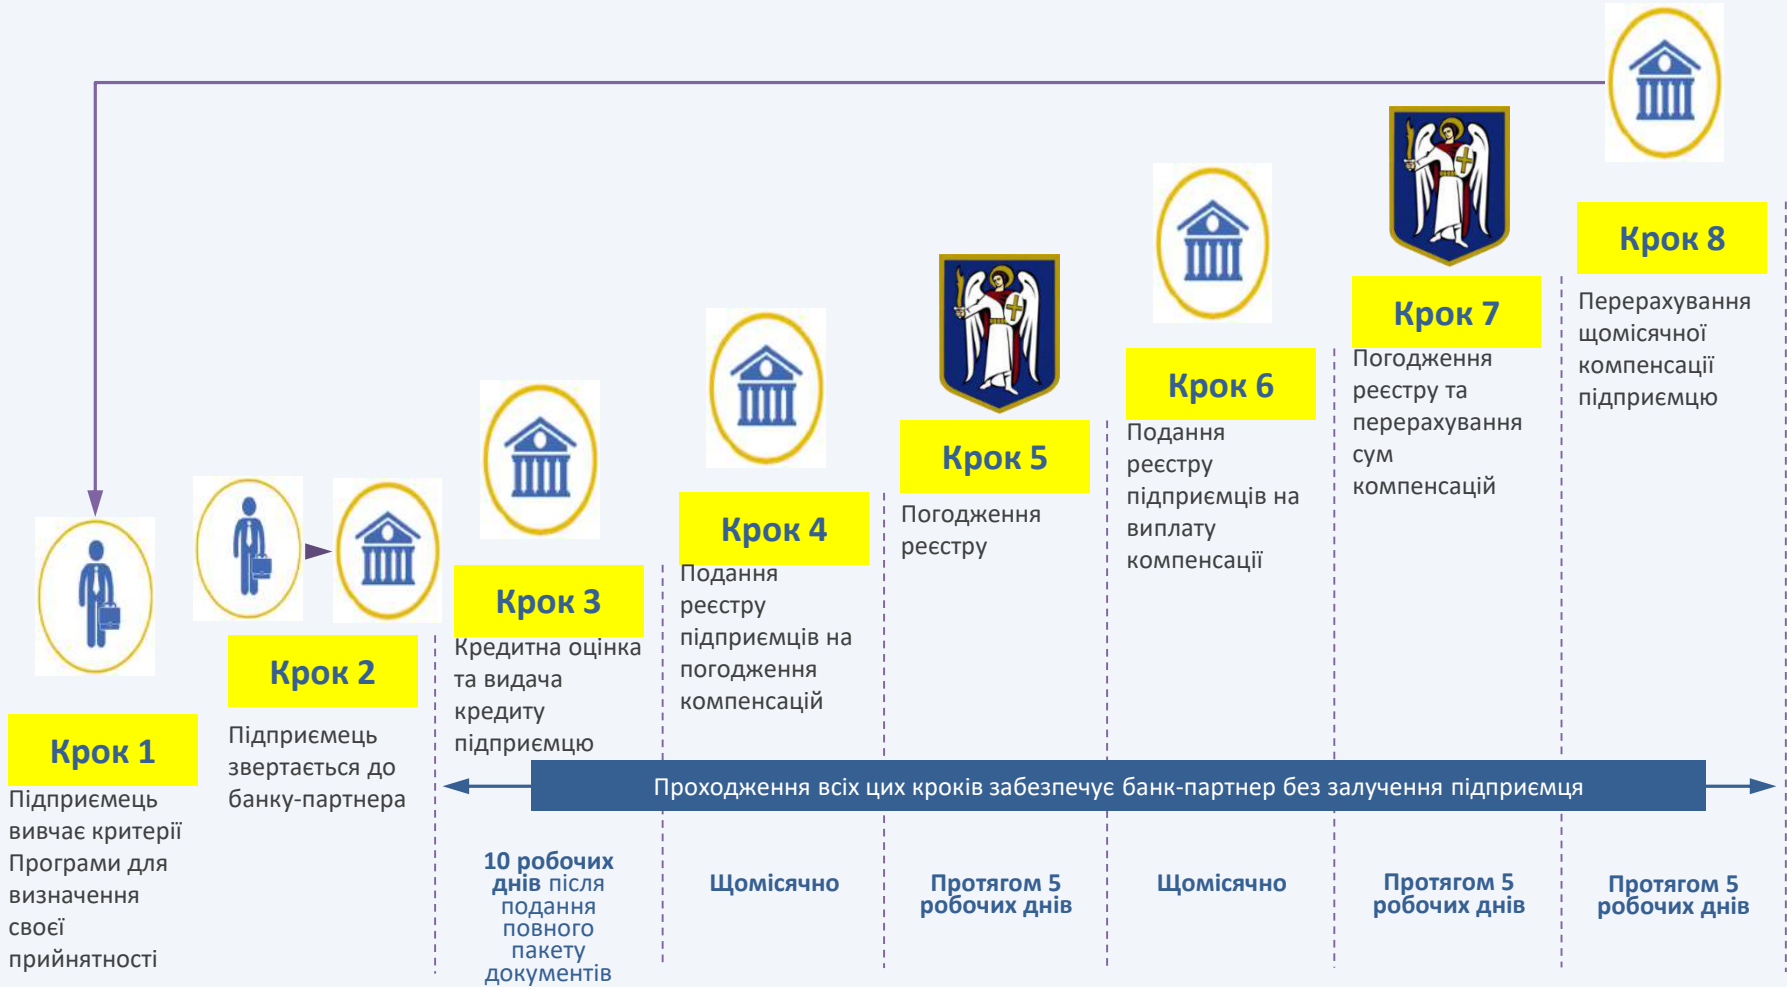 Крок 1
Підприємець
вивчає критерії
Програми для
визначення
своєї
прийнятності
Крок 2
Підприємець
звертається до
банку-партнера
Крок 3
Кредитна оцінка
та видача
кредиту
підприємцю
10 робочих
днів після
подання
повного
пакету
документів
Крок 4
Подання
реєстру
підприємців на
погодження
компенсацій
Щомісячно
Крок 5
Погодження
реєстру
Протягом 5
робочих днів
Крок 6
Подання
реєстру
підприємців на
виплату
компенсації
Щомісячно
Крок 7
Погодження
реєстру та
перерахування
сум
компенсацій
Протягом 5
робочих днів
Крок 8
Перерахування
щомісячної
компенсації
підприємцю
Протягом 5
робочих днів
Проходження всіх цих кроків забезпечує банк-партнер без залучення підприємця